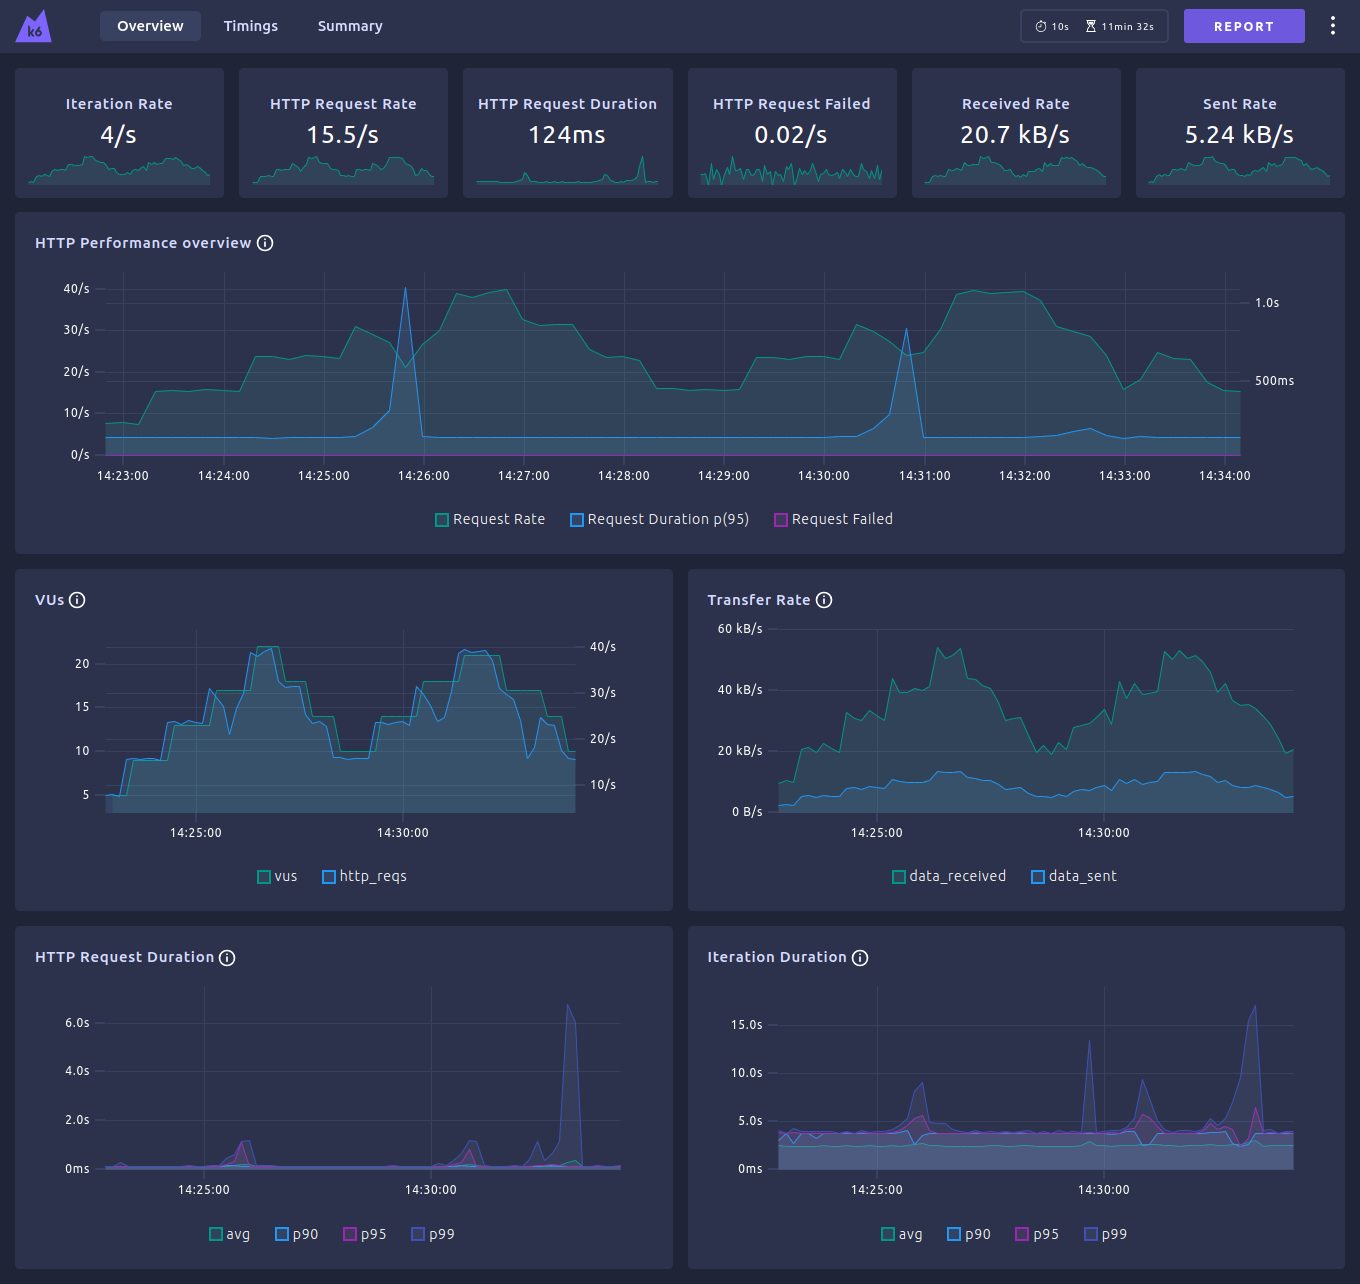 k6
Overview Timings Summary 10s 11min 32s REPORT
Iteration Rate
4/s
HTTP Request Rate
15.5/s
HTTP Request Duration
124ms
HTTP Request Failed
0.02/s
Received Rate
20.7 kB/s
Sent Rate
5.24 kB/s
HTTP Performance overview
40/s
30/s
20/s
10/s
0/s
1.0s
500ms
14:23:00 14:24:00 14:25:00 14:26:00 14:27:00 14:28:00 14:29:00 14:30:00 14:31:00 14:32:00 14:33:00 14:34:00
Request Rate Request Duration p(95) Request Failed
VUs
20
15
10
5
40/s
30/s
20/s
10/s
14:25:00 14:30:00
vus http_reqs
Transfer Rate
60 kB/s
40 kB/s
20 kB/s
0 B/s
14:25:00 14:30:00
data_received data_sent
HTTP Request Duration
6.0s
4.0s
2.0s
0ms
14:25:00 14:30:00
avg p90 p95 p99
Iteration Duration
15.0s
10.0s
5.0s
0ms
14:25:00 14:30:00
avg p90 p95 p99